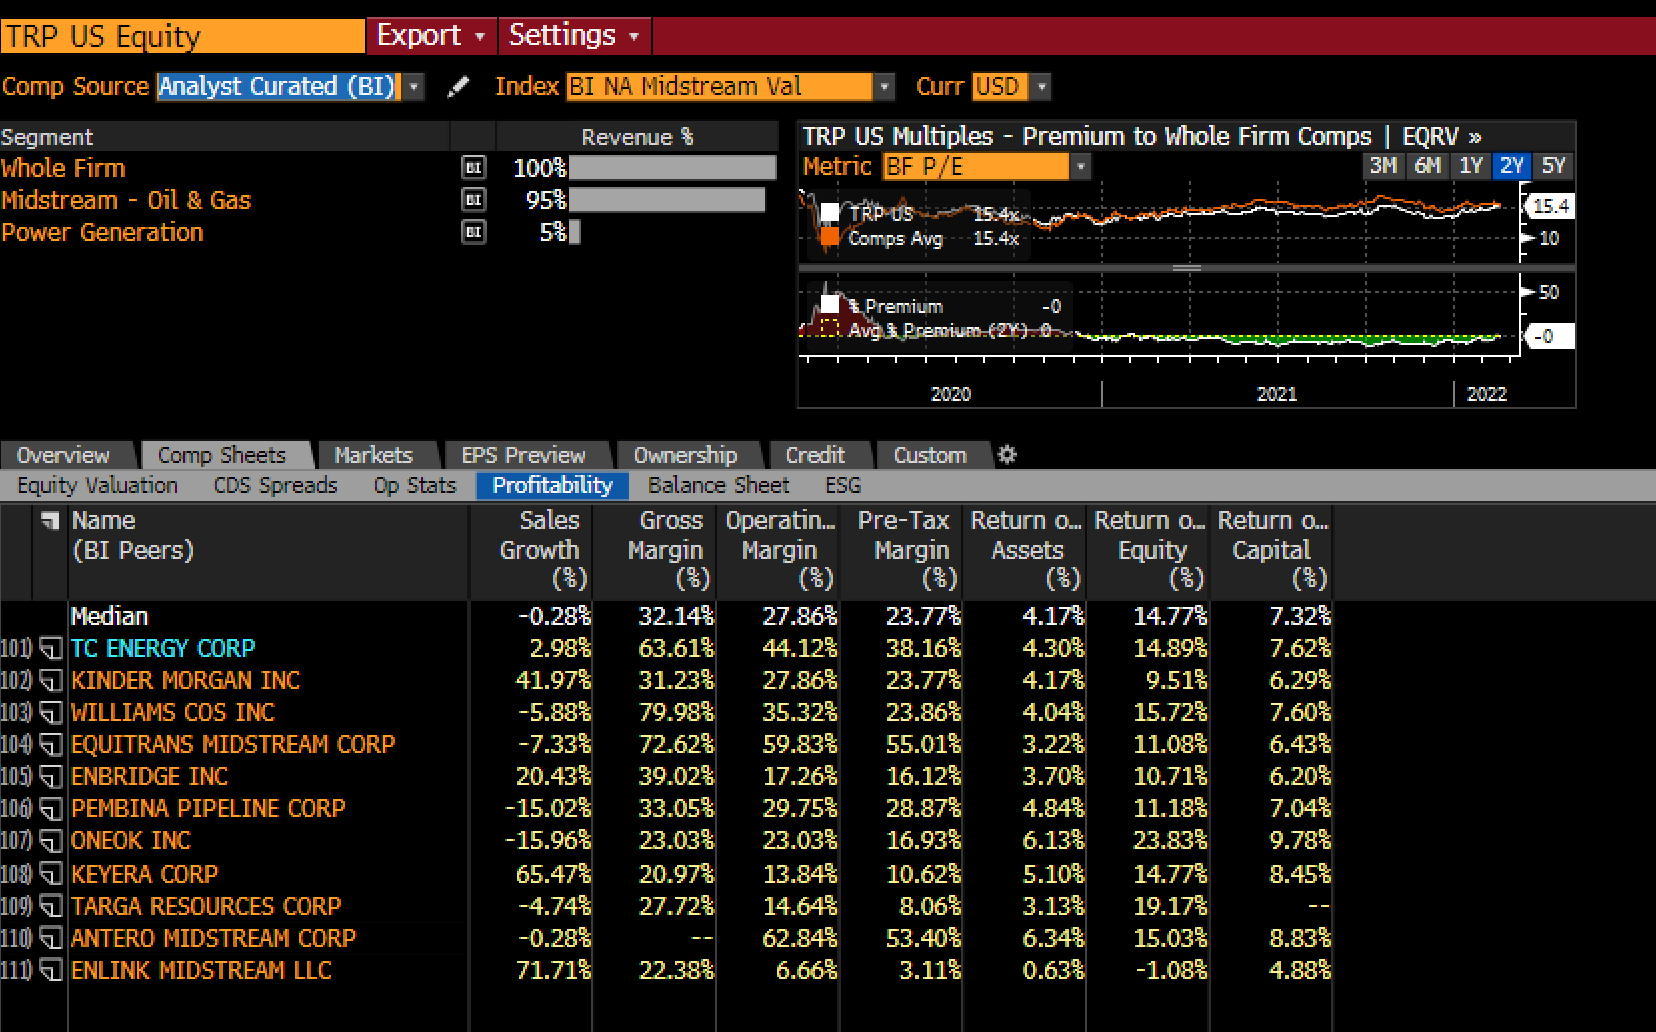 TRP US Equity Export Settings
Comp Source Analyst Curated (BI) Index BI NA Midstream Val Curr USD
Segment Revenue %
Whole Firm BI 100%
Midstream - Oil & Gas BI 95%
Power Generation BI 5%
TRP US Multiples - Premium to Whole Firm Comps | EQRV »
Metric BF P/E 3M 6M 1Y 2Y 5Y
TRP US 15.4x
Comps Avg 15.4x
15.4
10
% Premium -0
Avg % Premium (2Y) 0
50
-0
2020 2021 2022
Overview Comp Sheets Markets EPS Preview Ownership Credit Custom
Equity Valuation CDS Spreads Op Stats Profitability Balance Sheet ESG
Name Sales Gross Operatin... Pre-Tax Return o... Return o... Return o...
(BI Peers) Growth Margin Margin Margin Assets Equity Capital
(%) (%) (%) (%) (%) (%) (%)
Median -0.28% 32.14% 27.86% 23.77% 4.17% 14.77% 7.32%
101) TC ENERGY CORP 2.98% 63.61% 44.12% 38.16% 4.30% 14.89% 7.62%
102) KINDER MORGAN INC 41.97% 31.23% 27.86% 23.77% 4.17% 9.51% 6.29%
103) WILLIAMS COS INC -5.88% 79.98% 35.32% 23.86% 4.04% 15.72% 7.60%
104) EQUITRANS MIDSTREAM CORP -7.33% 72.62% 59.83% 55.01% 3.22% 11.08% 6.43%
105) ENBRIDGE INC 20.43% 39.02% 17.26% 16.12% 3.70% 10.71% 6.20%
106) PEMBINA PIPELINE CORP -15.02% 33.05% 29.75% 28.87% 4.84% 11.18% 7.04%
107) ONEOK INC -15.96% 23.03% 23.03% 16.93% 6.13% 23.83% 9.78%
108) KEYERA CORP 65.47% 20.97% 13.84% 10.62% 5.10% 14.77% 8.45%
109) TARGA RESOURCES CORP -4.74% 27.72% 14.64% 8.06% 3.13% 19.17% --
110) ANTERO MIDSTREAM CORP -0.28% -- 62.84% 53.40% 6.34% 15.03% 8.83%
111) ENLINK MIDSTREAM LLC 71.71% 22.38% 6.66% 3.11% 0.63% -1.08% 4.88%